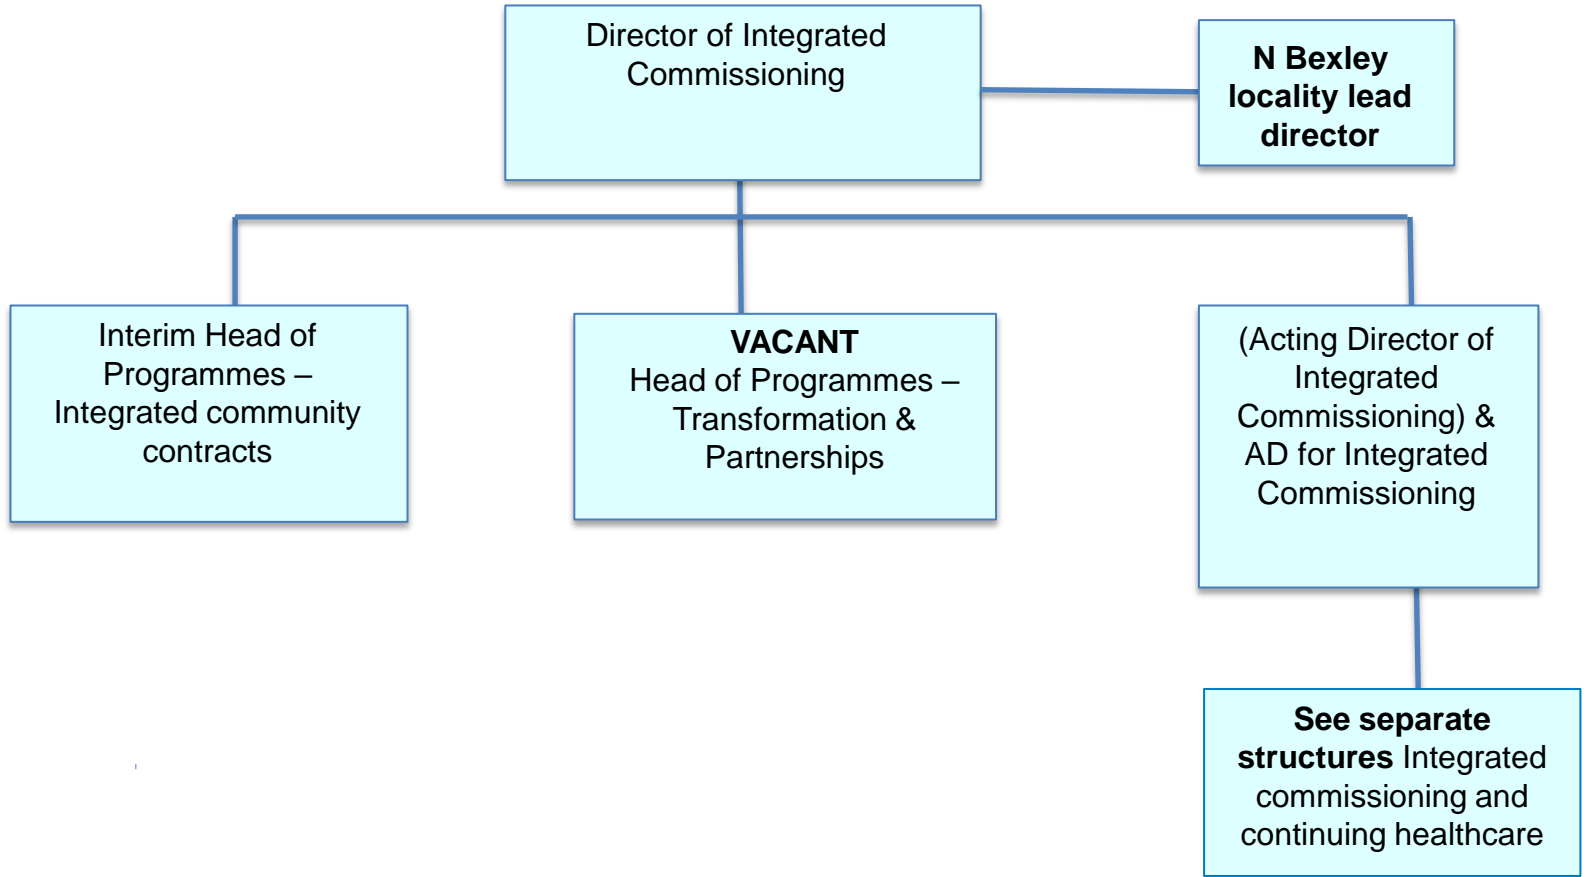 Director of Integrated
Commissioning
N Bexley
locality lead
director
Interim Head of
Programmes –
Integrated community
contracts
VACANT
Head of Programmes –
Transformation &
Partnerships
(Acting Director of
Integrated
Commissioning) &
AD for Integrated
Commissioning
See separate
structures Integrated
commissioning and
continuing healthcare